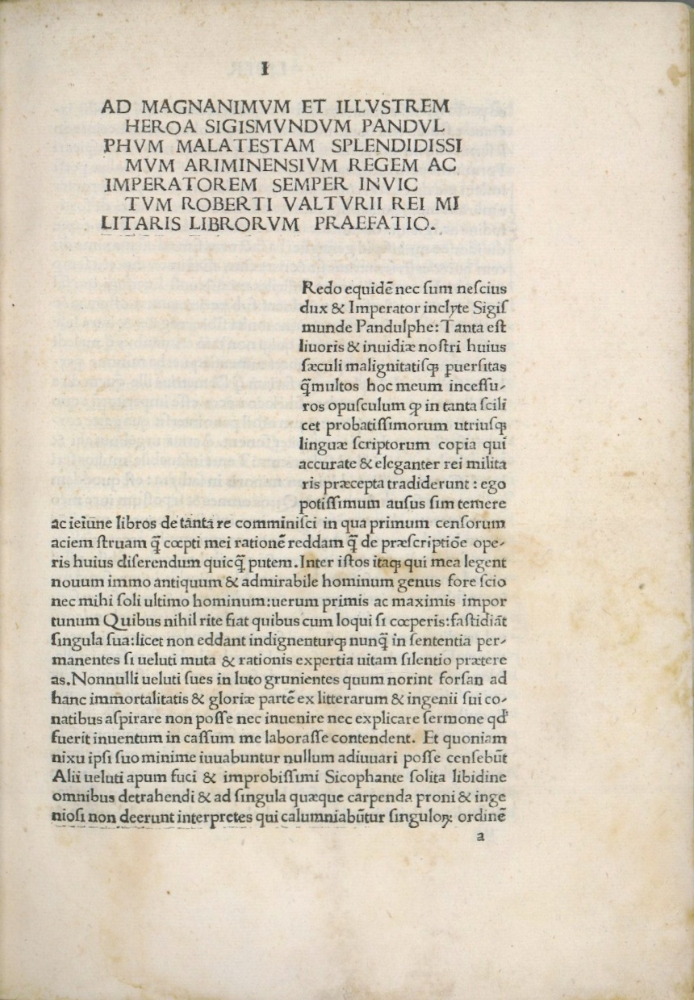 I
AD MAGNANIMVM ET ILLVSTREM
HEROA SIGISMVNDVM PANDVL
PHVM MALATESTAM SPLENDIDISSI
MVM ARIMINENSIVM REGEM AC
IMPERATOREM SEMPER INVIC
TVM ROBERTI VALTVRII REI MI
LITARIS LIBRORVM PRAEFATIO.
Redo equidē nec ſum neſcius
dux & Imperator inclyte Sigiſ
munde Pandulphe: Tanta eſt
liuoris & inuidiæ noſtri huius
ſæculi malignitatiſꝗ ꝑuerſitas
q̄multos hoc meum inceſſu-
ros opuſculum ꝙ in tanta ſcili
cet probatiſſimorum utriuſꝗ
linguæ ſcriptorum copia qui
accurate & eleganter rei milita
ris præcepta tradiderunt : ego
potiſſimum auſus ſim temere
ac ieiune libros de tanta re comminiſci in qua primum cenſorum
aciem ſtruam q̄ cœpti mei rationē reddam q̄ de præſcriptiōe ope-
ris huius diſerendum quicq̄ putem. Inter iſtos itaꝗ qui mea legent
nouum immo antiquum & admirabile hominum genus fore ſcio
nec mihi ſoli ultimo hominum: uerum primis ac maximis impor
tunum Quibus nihil rite fiat quibus cum loqui ſi cœperis: faſtidiāt
ſingula ſua: licet non eddant indignenturꝗ nunq̄ in ſententia per-
manentes ſi ueluti muta & rationis expertia uitam ſilentio prætere
as. Nonnulli ueluti ſues in luto grunientes quum norint forſan ad
hanc immortalitatis & gloriæ partē ex litterarum & ingenii ſui co-
natibus aſpirare non poſſe nec inuenire nec explicare ſermone qd'
fuerit inuentum in caſſum me laboraſſe contendent. Et quoniam
nixu ipſi ſuo minime iuuabuntur nullum adiuuari poſſe cenſebūt
Alii ueluti apum fuci & improbiſſimi Sicophante ſolita libidine
omnibus detrahendi & ad ſingula quæque carpenda proni & inge
nioſi non deerunt interpretes qui calumniabūtur ſinguloꝝ ordinē
a